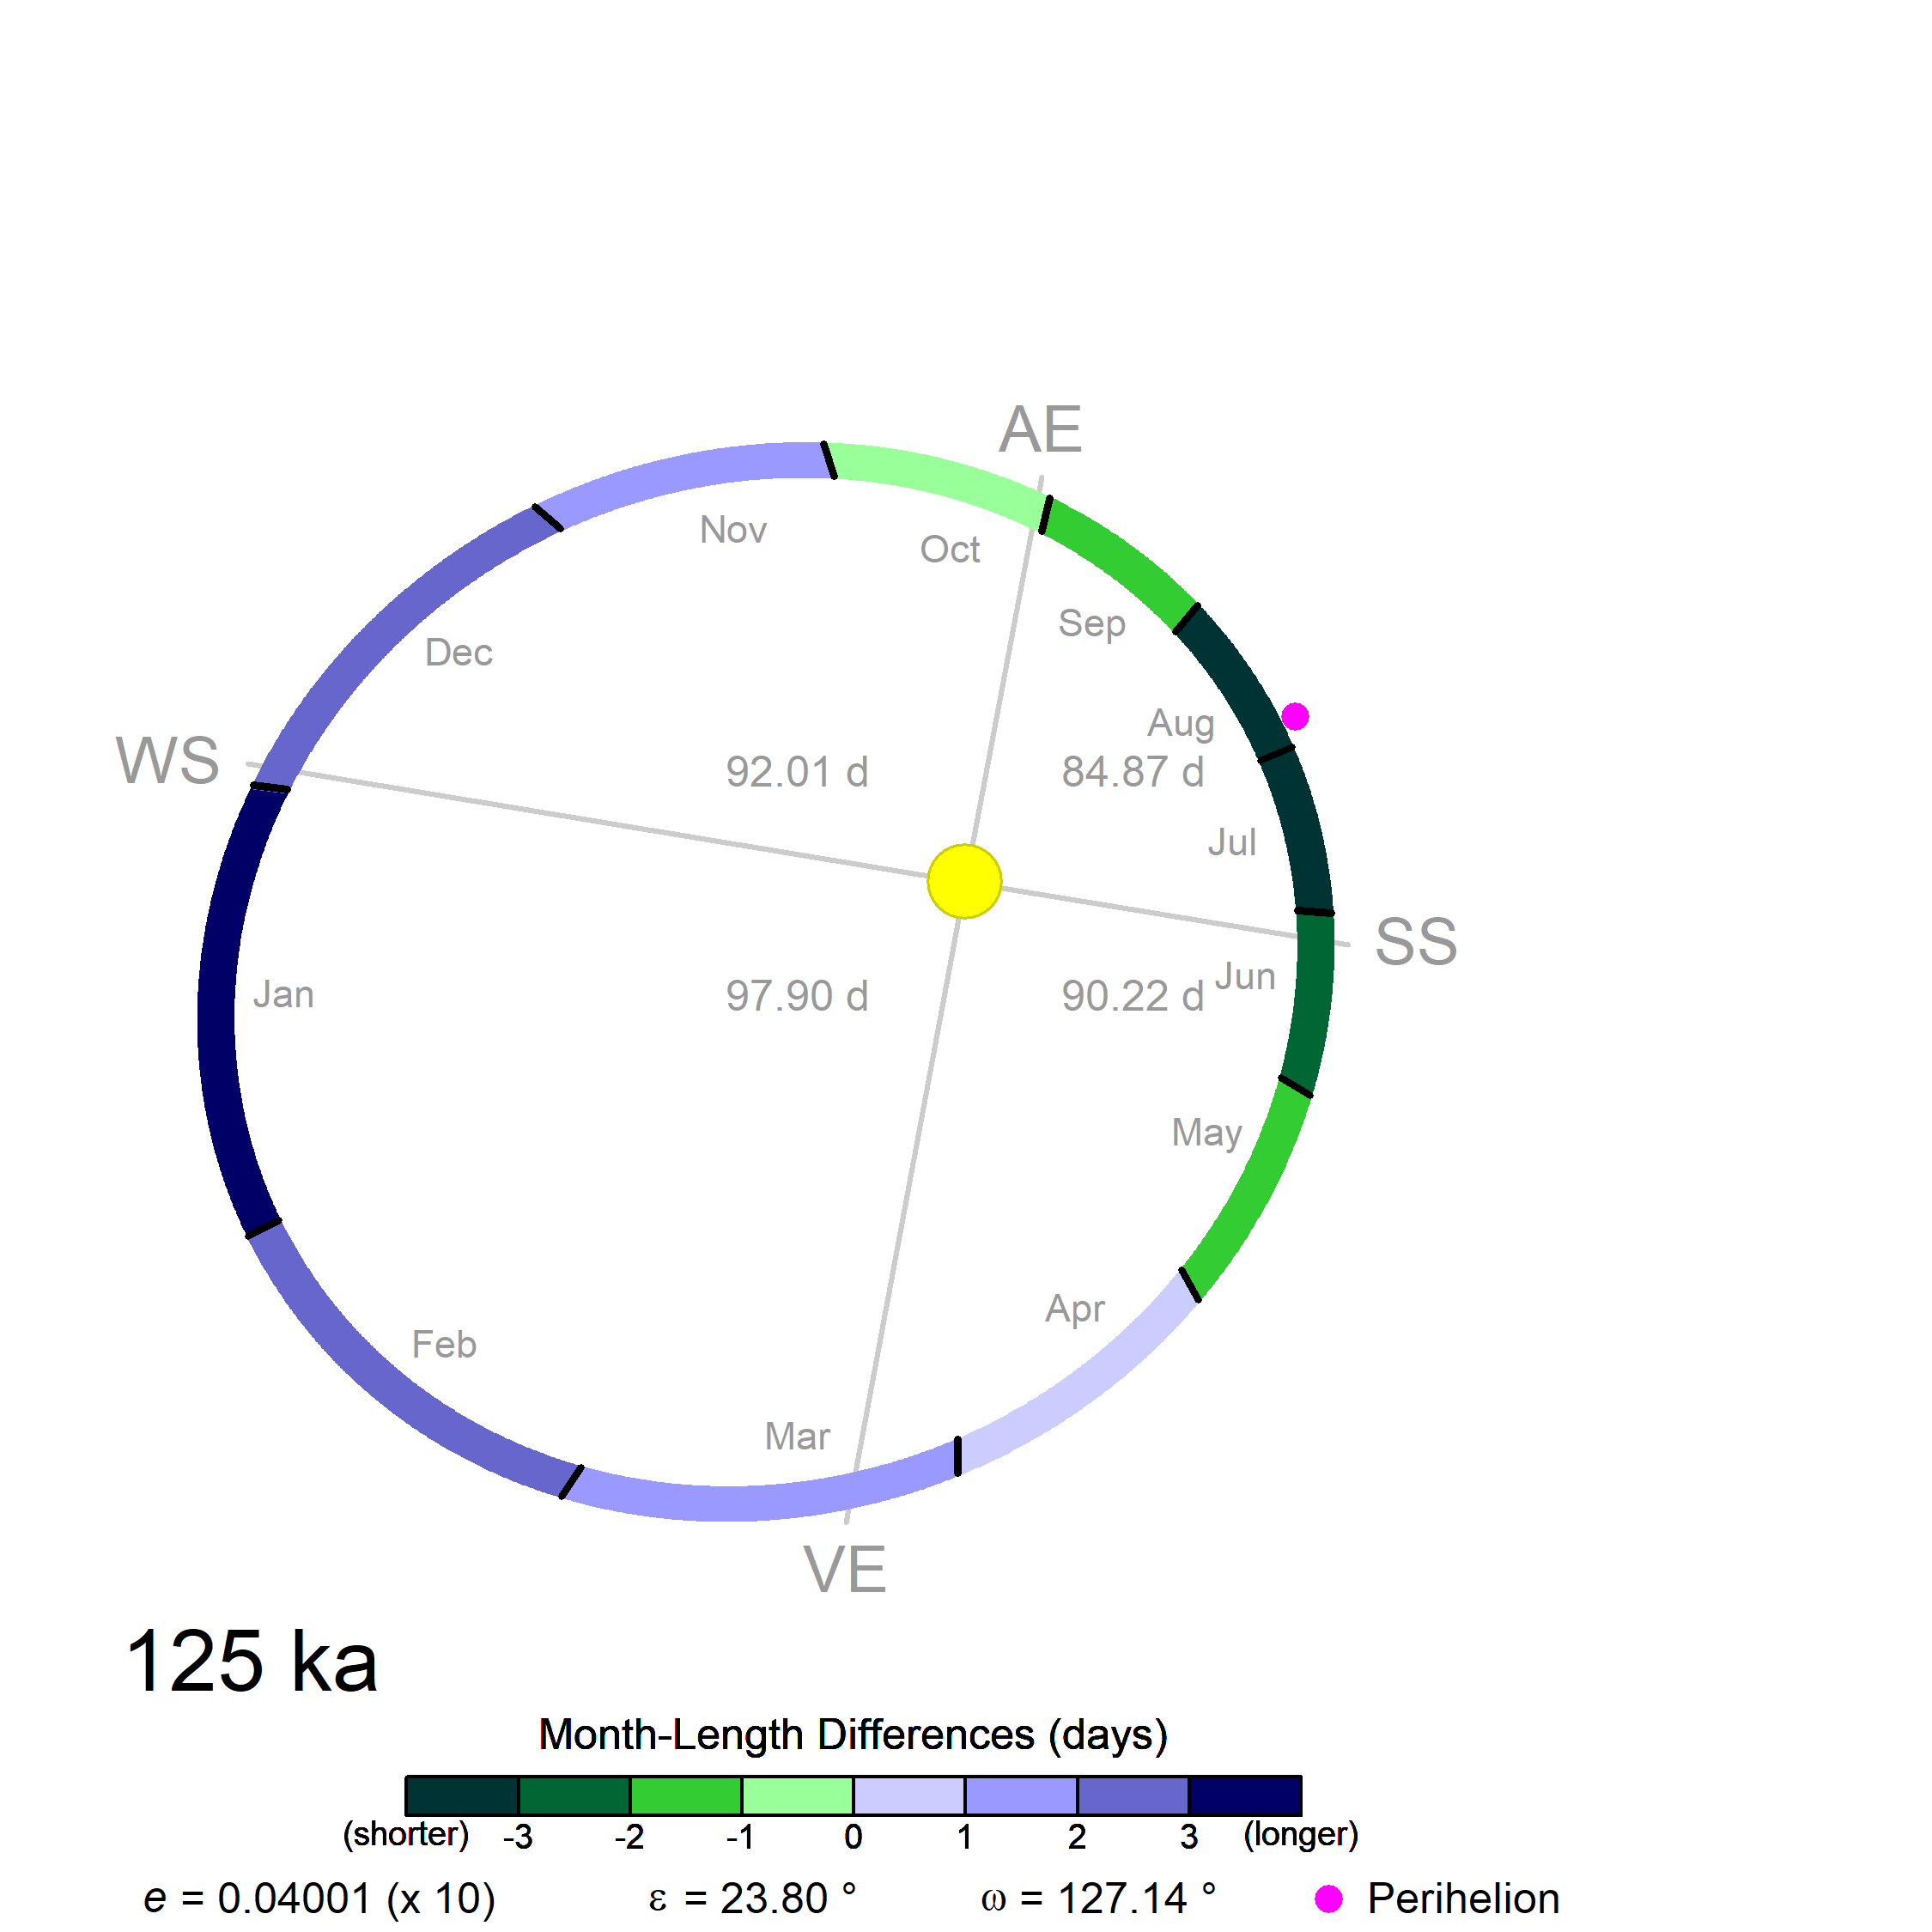 AE
Nov
Oct
Sep
Dec
Aug
WS
92.01 d
84.87 d
Jul
SS
Jan
97.90 d
90.22 d
Jun
May
Apr
Feb
Mar
VE
125 ka
Month-Length Differences (days)
(shorter) -3 -2 -1 0 1 2 3 (longer)
e = 0.04001 (x 10) ε = 23.80 ° ω = 127.14 ° Perihelion